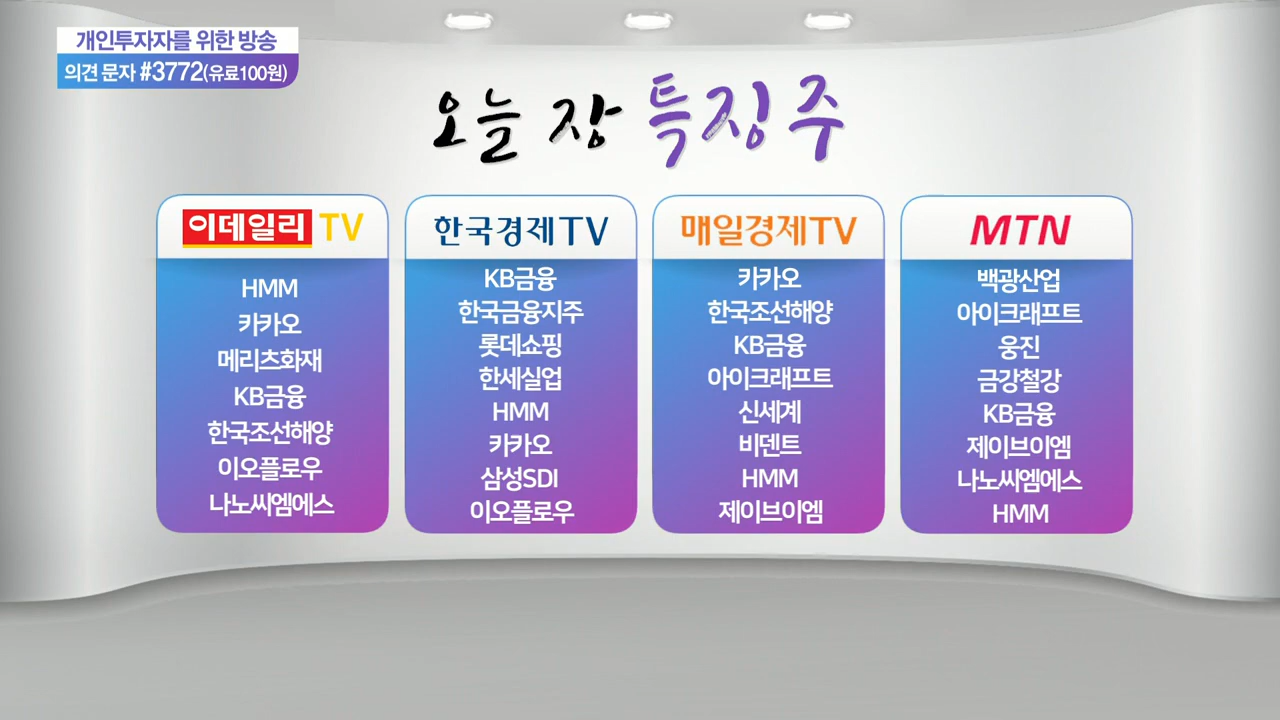 개인투자자를 위한 방송
의견 문자 #3772(유료100원)
오늘 장 특징주
이데일리 TV
HMM
카카오
메리츠화재
KB금융
한국조선해양
이오플로우
나노씨엠에스
한국경제TV
KB금융
한국금융지주
롯데쇼핑
한세실업
HMM
카카오
삼성SDI
이오플로우
매일경제TV
카카오
한국조선해양
KB금융
아이크래프트
신세계
비덴트
HMM
제이브이엠
MTN
백광산업
아이크래프트
웅진
금강철강
KB금융
제이브이엠
나노씨엠에스
HMM